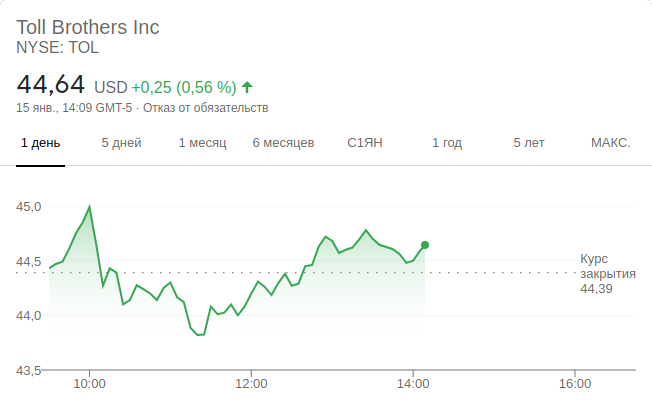 Toll Brothers Inc
NYSE: TOL
44,64 USD +0,25 (0,56 %)
15 янв., 14:09 GMT-5 · Отказ от обязательств
1 день 5 дней 1 месяц 6 месяцев С1ЯН 1 год 5 лет МАКС.
45,0
44,5
Курс
закрытия
44,39
44,0
43,5
10:00 12:00 14:00 16:00